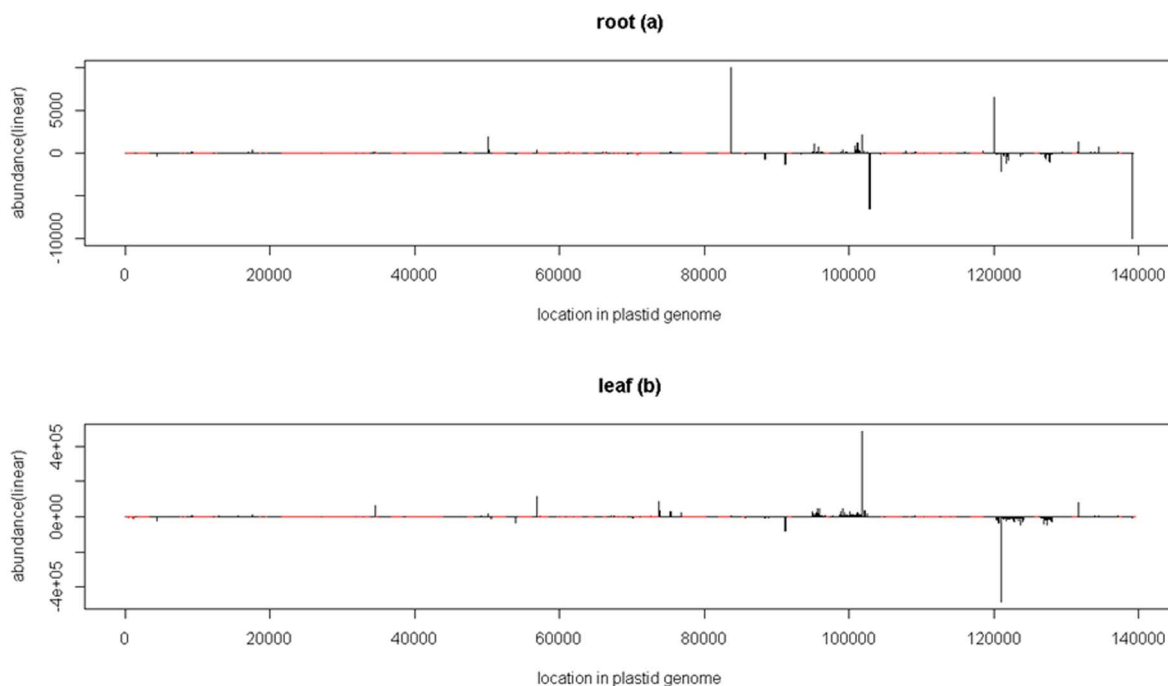 root (a)
abundance(linear)
5000
0
-10000
0 20000 40000 60000 80000 100000 120000 140000
location in plastid genome
leaf (b)
abundance(linear)
4e+05
0e+00
-4e+05
0 20000 40000 60000 80000 100000 120000 140000
location in plastid genome